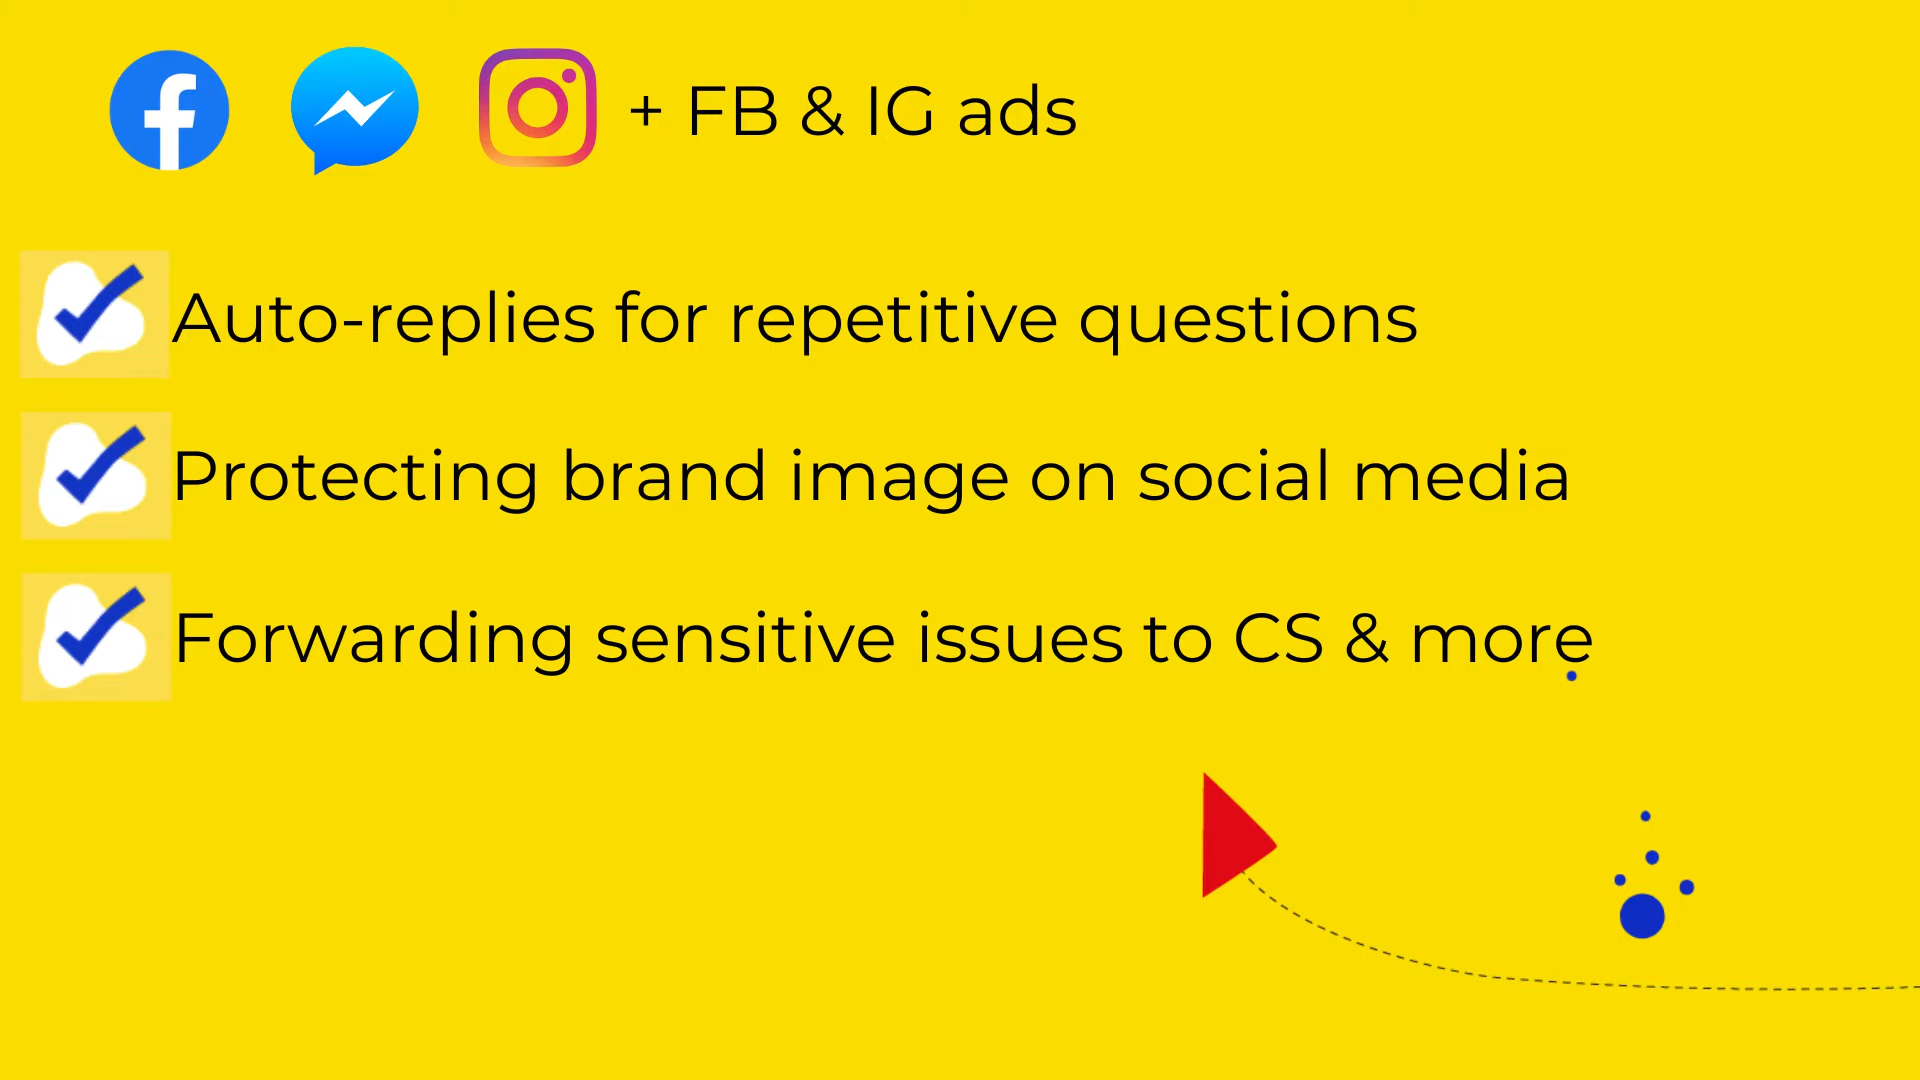 + FB & IG ads
Auto-replies for repetitive questions
Protecting brand image on social media
Forwarding sensitive issues to CS & more